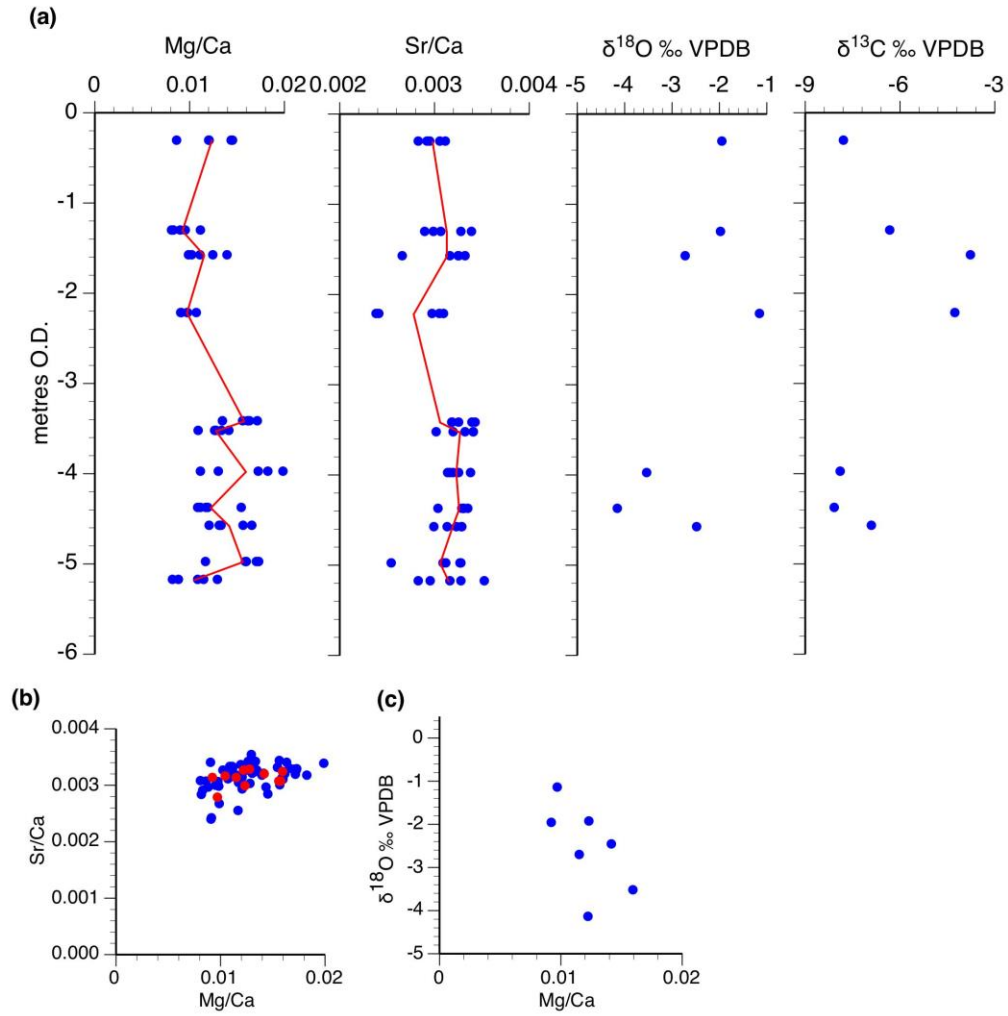 (a)
Mg/Ca Sr/Ca δ18O ‰ VPDB δ13C ‰ VPDB
0 0.01 0.02 0.002 0.003 0.004 -5 -3 -1 -9 -6 -3
0
-1
-2
-3
-4
-5
-6
metres O.D.
(b)
0.004
0.003
0.002
0.001
0.000
Sr/Ca
0 0.01 0.02
Mg/Ca
(c)
0
-1
-2
-3
-4
-5
δ18O ‰ VPDB
0 0.01 0.02
Mg/Ca